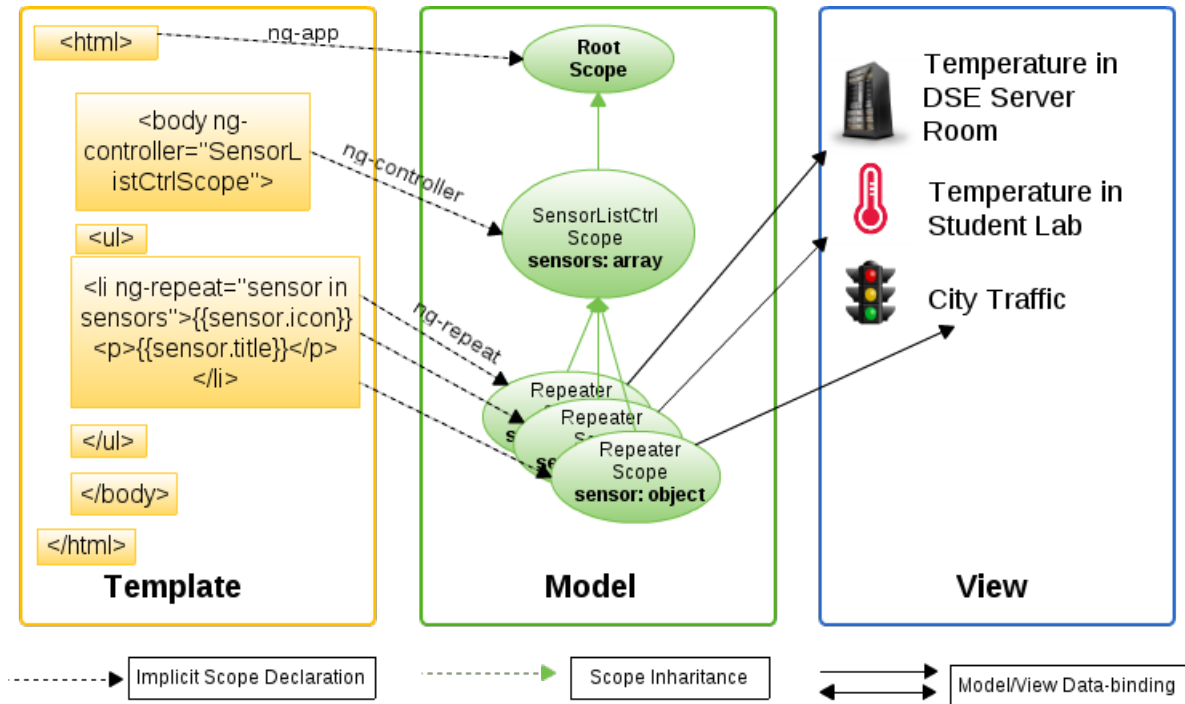 <html>
ng-app
<body ng-
controller="SensorL
istCtrlScope">
ng-controller
<ul>
<li ng-repeat="sensor in
sensors">{{sensor.icon}}
<p>{{sensor.title}}</p>
</li>
ng-repeat
</ul>
</body>
</html>
Template
Root
Scope
SensorListCtrl
Scope
sensors: array
Repeater
Repeater
Repeater
Scope
sensor: object
Model
Temperature in
DSE Server
Room
Temperature in
Student Lab
City Traffic
View
Implicit Scope Declaration
Scope Inheritance
Model/View Data-binding